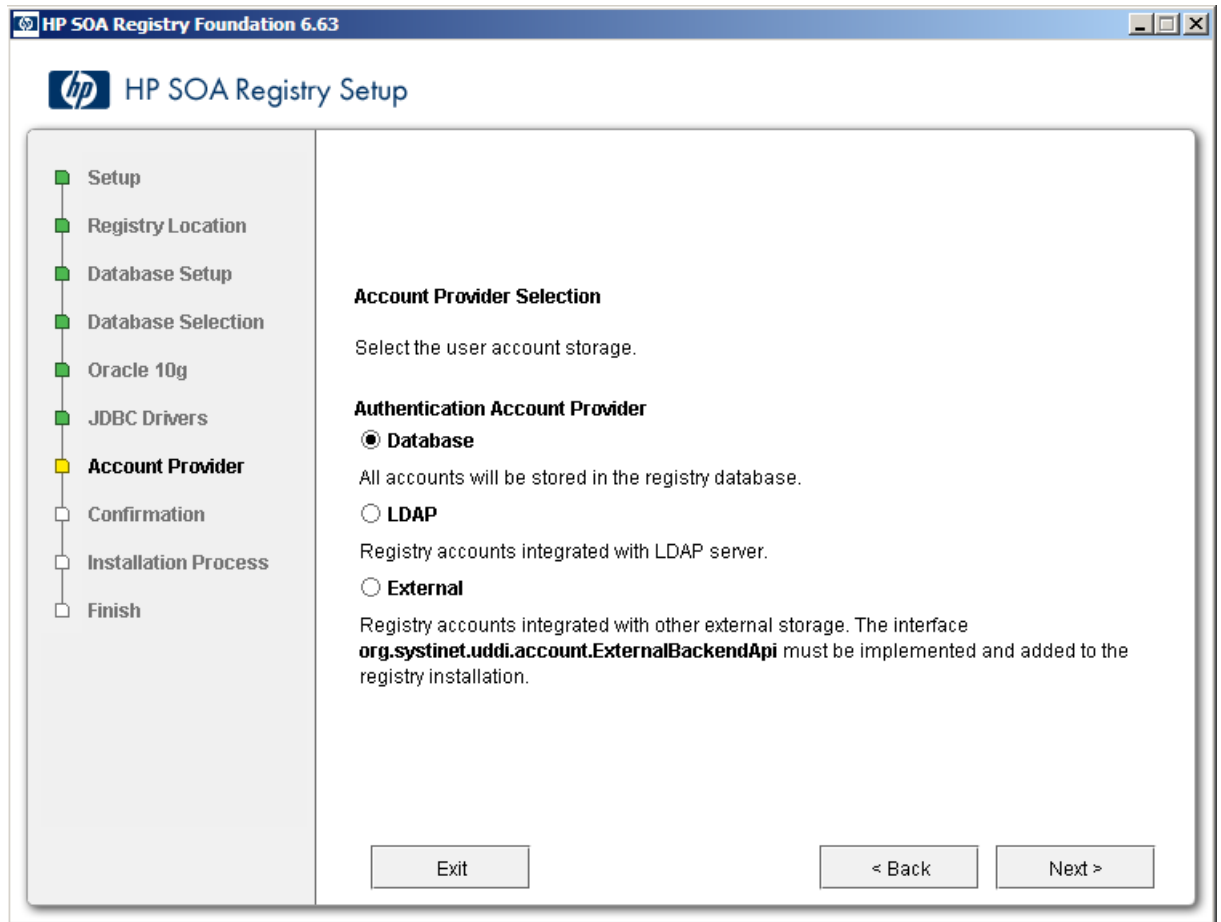 HP SOA Registry Foundation 6.63
hp HP SOA Registry Setup
Setup
Registry Location
Database Setup
Database Selection
Oracle 10g
JDBC Drivers
Account Provider
Confirmation
Installation Process
Finish
Account Provider Selection
Select the user account storage.
Authentication Account Provider
Database
All accounts will be stored in the registry database.
LDAP
Registry accounts integrated with LDAP server.
External
Registry accounts integrated with other external storage. The interface
org.systinet.uddi.account.ExternalBackendApi must be implemented and added to the
registry installation.
Exit
< Back
Next >